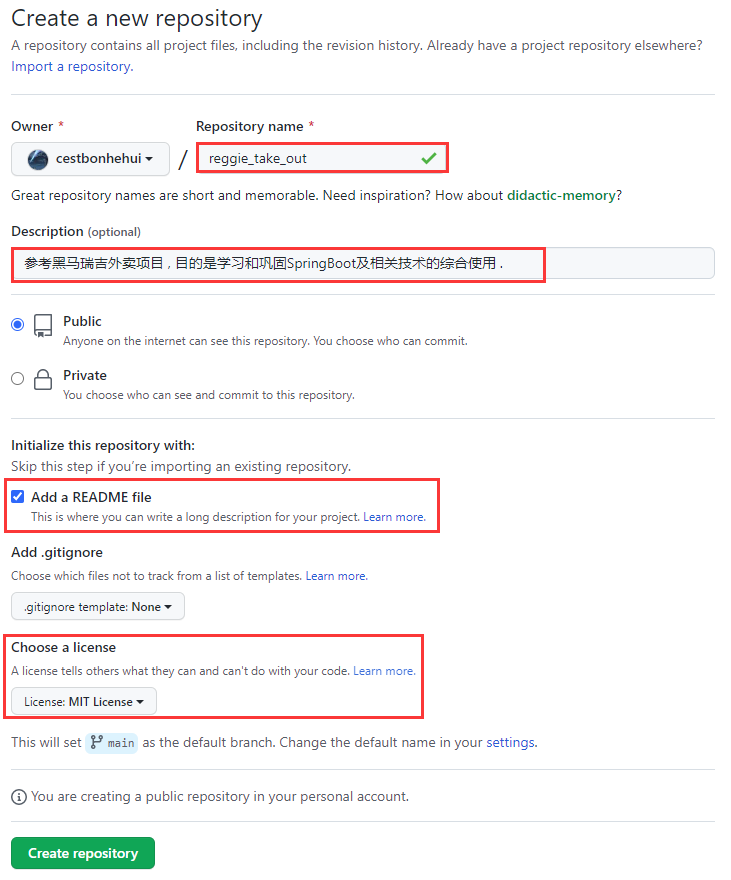 Create a new repository
A repository contains all project files, including the revision history. Already have a project repository elsewhere?
Import a repository.
Owner *
Repository name *
cestbonhehui
/
reggie_take_out
Great repository names are short and memorable. Need inspiration? How about didactic-memory?
Description (optional)
参考黑马瑞吉外卖项目 , 目的是学习和巩固SpringBoot及相关技术的综合使用 .
Public
Anyone on the internet can see this repository. You choose who can commit.
Private
You choose who can see and commit to this repository.
Initialize this repository with:
Skip this step if you’re importing an existing repository.
Add a README file
This is where you can write a long description for your project. Learn more.
Add .gitignore
Choose which files not to track from a list of templates. Learn more.
.gitignore template: None
Choose a license
A license tells others what they can and can't do with your code. Learn more.
License: MIT License
This will set main as the default branch. Change the default name in your settings.
You are creating a public repository in your personal account.
Create repository